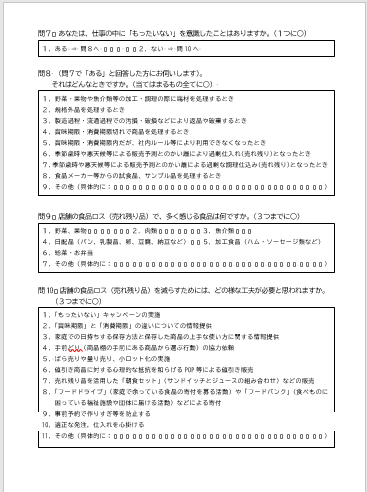 問7□ あなたは、仕事の中に「もったいない」を意識したことはありますか。(1つに〇)
1．ある ⇒ 問8へ □□□□□ 2．ない ⇒ 問10へ
問8 （問7で「ある」と回答した方にお伺いします）。
それはどんなときですか。（当てはまるもの全てに〇）
1．野菜・果物や魚介類等の加工・調理の際に端材を処理するとき
2．規格外品を処理するとき
3．製造過程・流通過程での汚損・破損などにより返品や破棄するとき
4．賞味期限・消費期限切れで商品を処理するとき
5．賞味期限・消費期限内だが、社内ルール等により利用できなくなったとき
6．季節歳時や悪天候等による販売予測とのかい離により過剰仕入れ(売れ残り)となったとき
7．季節歳時や悪天候等による販売予測とのかい離による過剰な調理仕込み(売れ残り)となったとき
8．食品メーカー等からの試食品、サンプル品を処理するとき
9．その他（具体的に：□□□□□□□□□□□□□□□□□□□□□□□□□□）
問9□ 店舗の食品ロス（売れ残り品）で、多く感じる食品は何ですか。（3つまでに〇）
1．野菜、果物□□□□□□□ 2．肉類□□□□□□□ 3．魚介類□□□
4．日配品（パン、乳製品、卵、豆腐、納豆など）□□□ 5．加工食品（ハム・ソーセージ類など）
6．総菜・お弁当
7．その他（具体的に：□□□□□□□□□□□□□□□□□□□□□□□□□□）
問10□ 店舗の食品ロス（売れ残り品）を減らすためには、どの様な工夫が必要と思われますか。
（3つまでに〇）
1．「もったいない」キャンペーンの実施
2．「賞味期限」と「消費期限」の違いについての情報提供
3．家庭での日持ちする保存方法と保存した商品の上手な使い方に関する情報提供
4．手前どり（商品棚の手前にある商品から選ぶ行動）の協力依頼
5．ばら売りや量り売り、小ロット化の実施
6．値引き商品に対する心理的な抵抗を和らげる POP 等による値引き販売
7．売れ残り品を活用した「朝食セット」（サンドイッチとジュースの組み合わせ）などの販売
8．「フードドライブ」（家庭で余っている食品の寄付を募る活動）や「フードバンク」（食べものに
困っている福祉施設や団体に届ける活動）などによる寄付
9．事前予約で作りすぎ等を防止する
10．適正な発注、仕入れを心掛ける
11．その他（具体的に：□□□□□□□□□□□□□□□□□□□□□□□□□□）